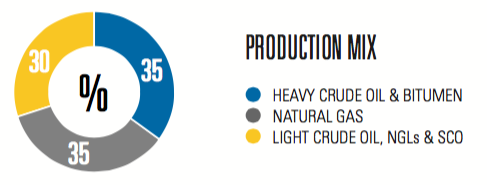 PRODUCTION MIX
30
35
%
35
HEAVY CRUDE OIL & BITUMEN
NATURAL GAS
LIGHT CRUDE OIL, NGLs & SCO